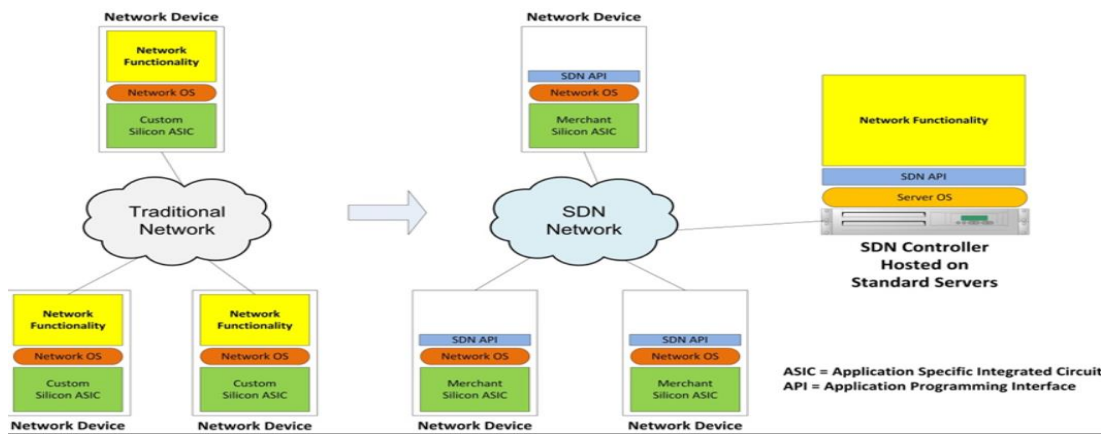 Network Device
Network
Functionality
Network OS
Custom
Silicon ASIC
Traditional
Network
Network
Functionality
Network OS
Custom
Silicon ASIC
Network Device
Network
Functionality
Network OS
Custom
Silicon ASIC
Network Device
Network Device
SDN API
Network OS
Merchant
Silicon ASIC
SDN
Network
SDN API
Network OS
Merchant
Silicon ASIC
Network Device
SDN API
Network OS
Merchant
Silicon ASIC
Network Device
Network Functionality
SDN API
Server OS
SDN Controller
Hosted on
Standard Servers
ASIC = Application Specific Integrated Circuit
API = Application Programming Interface